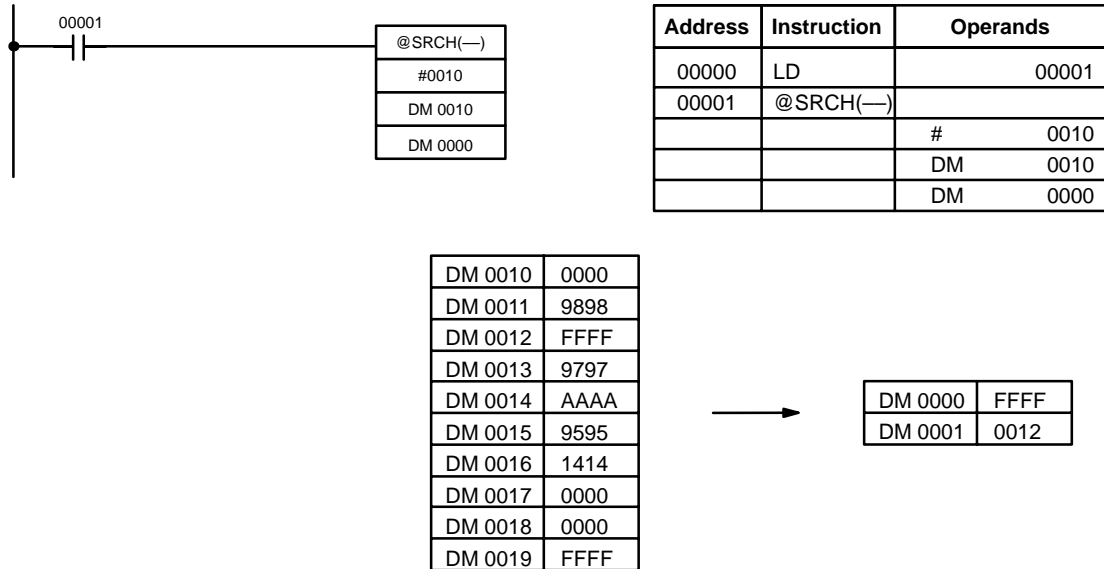 00001
@SRCH(—)
#0010
DM 0010
DM 0000
Address Instruction Operands
00000 LD 00001
00001 @SRCH(—)
# 0010
DM 0010
DM 0000
DM 0010 0000
DM 0011 9898
DM 0012 FFFF
DM 0013 9797
DM 0014 AAAA
DM 0015 9595
DM 0016 1414
DM 0017 0000
DM 0018 0000
DM 0019 FFFF
DM 0000 FFFF
DM 0001 0012